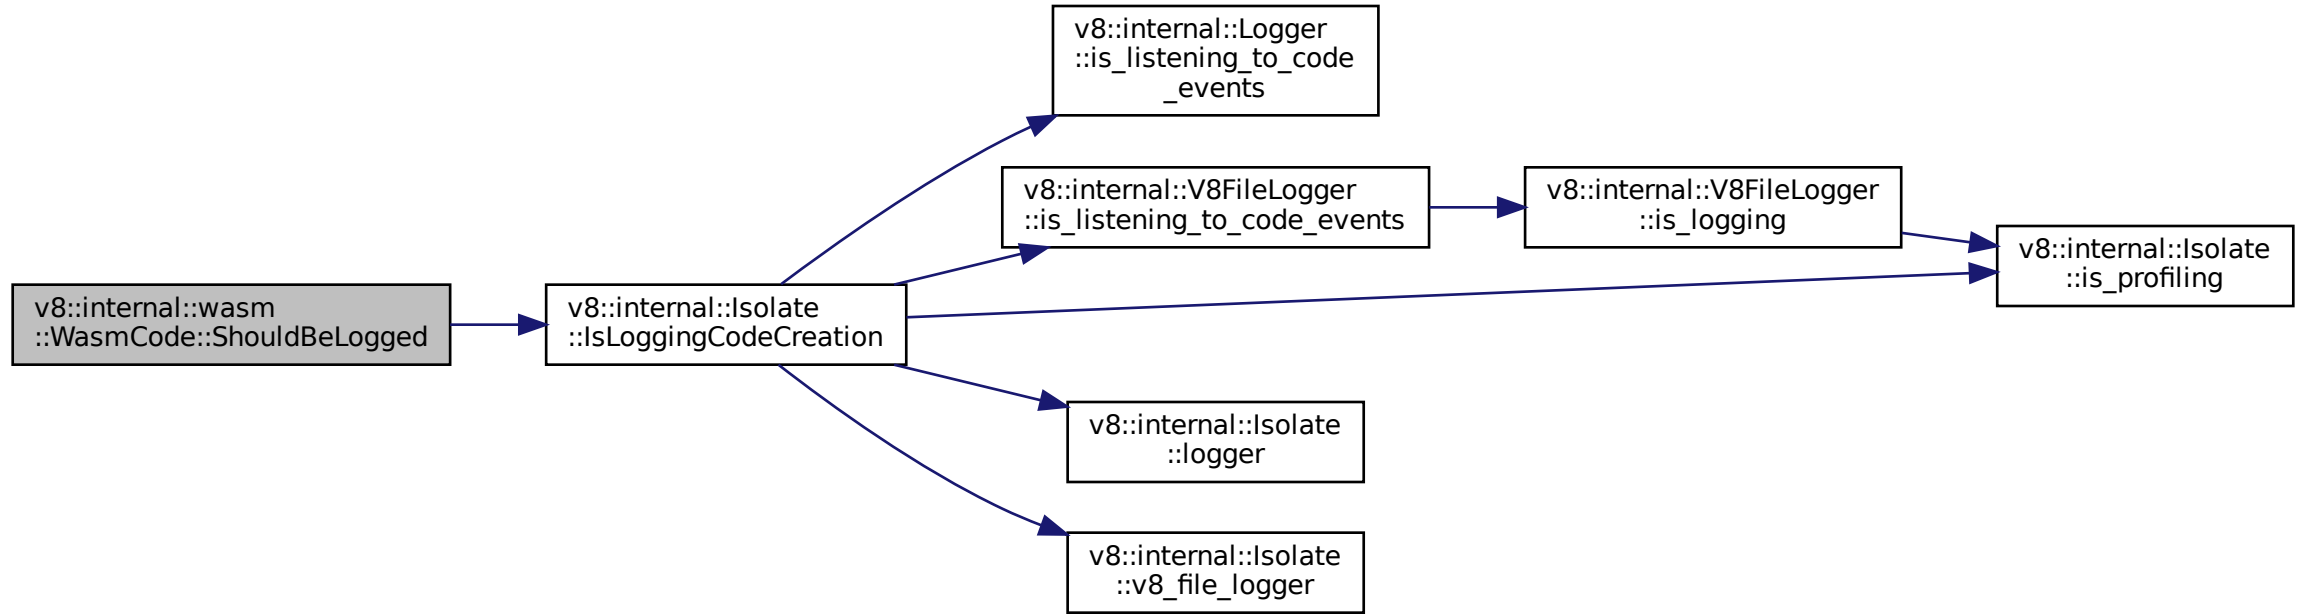 v8::internal::wasm
::WasmCode::ShouldBeLogged
v8::internal::Isolate
::IsLoggingCodeCreation
v8::internal::Logger
::is_listening_to_code
_events
v8::internal::V8FileLogger
::is_listening_to_code_events
v8::internal::V8FileLogger
::is_logging
v8::internal::Isolate
::is_profiling
v8::internal::Isolate
::logger
v8::internal::Isolate
::v8_file_logger